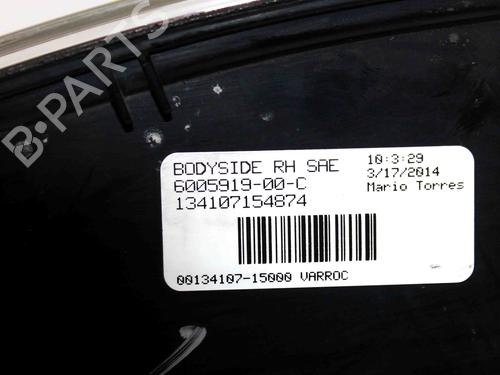 B-PARTS
BODYSIDE RH SAE
6005919-00-C
134107154874
10:3:29
3/17/2014
Mario Torres
00134107-15000 VARROC